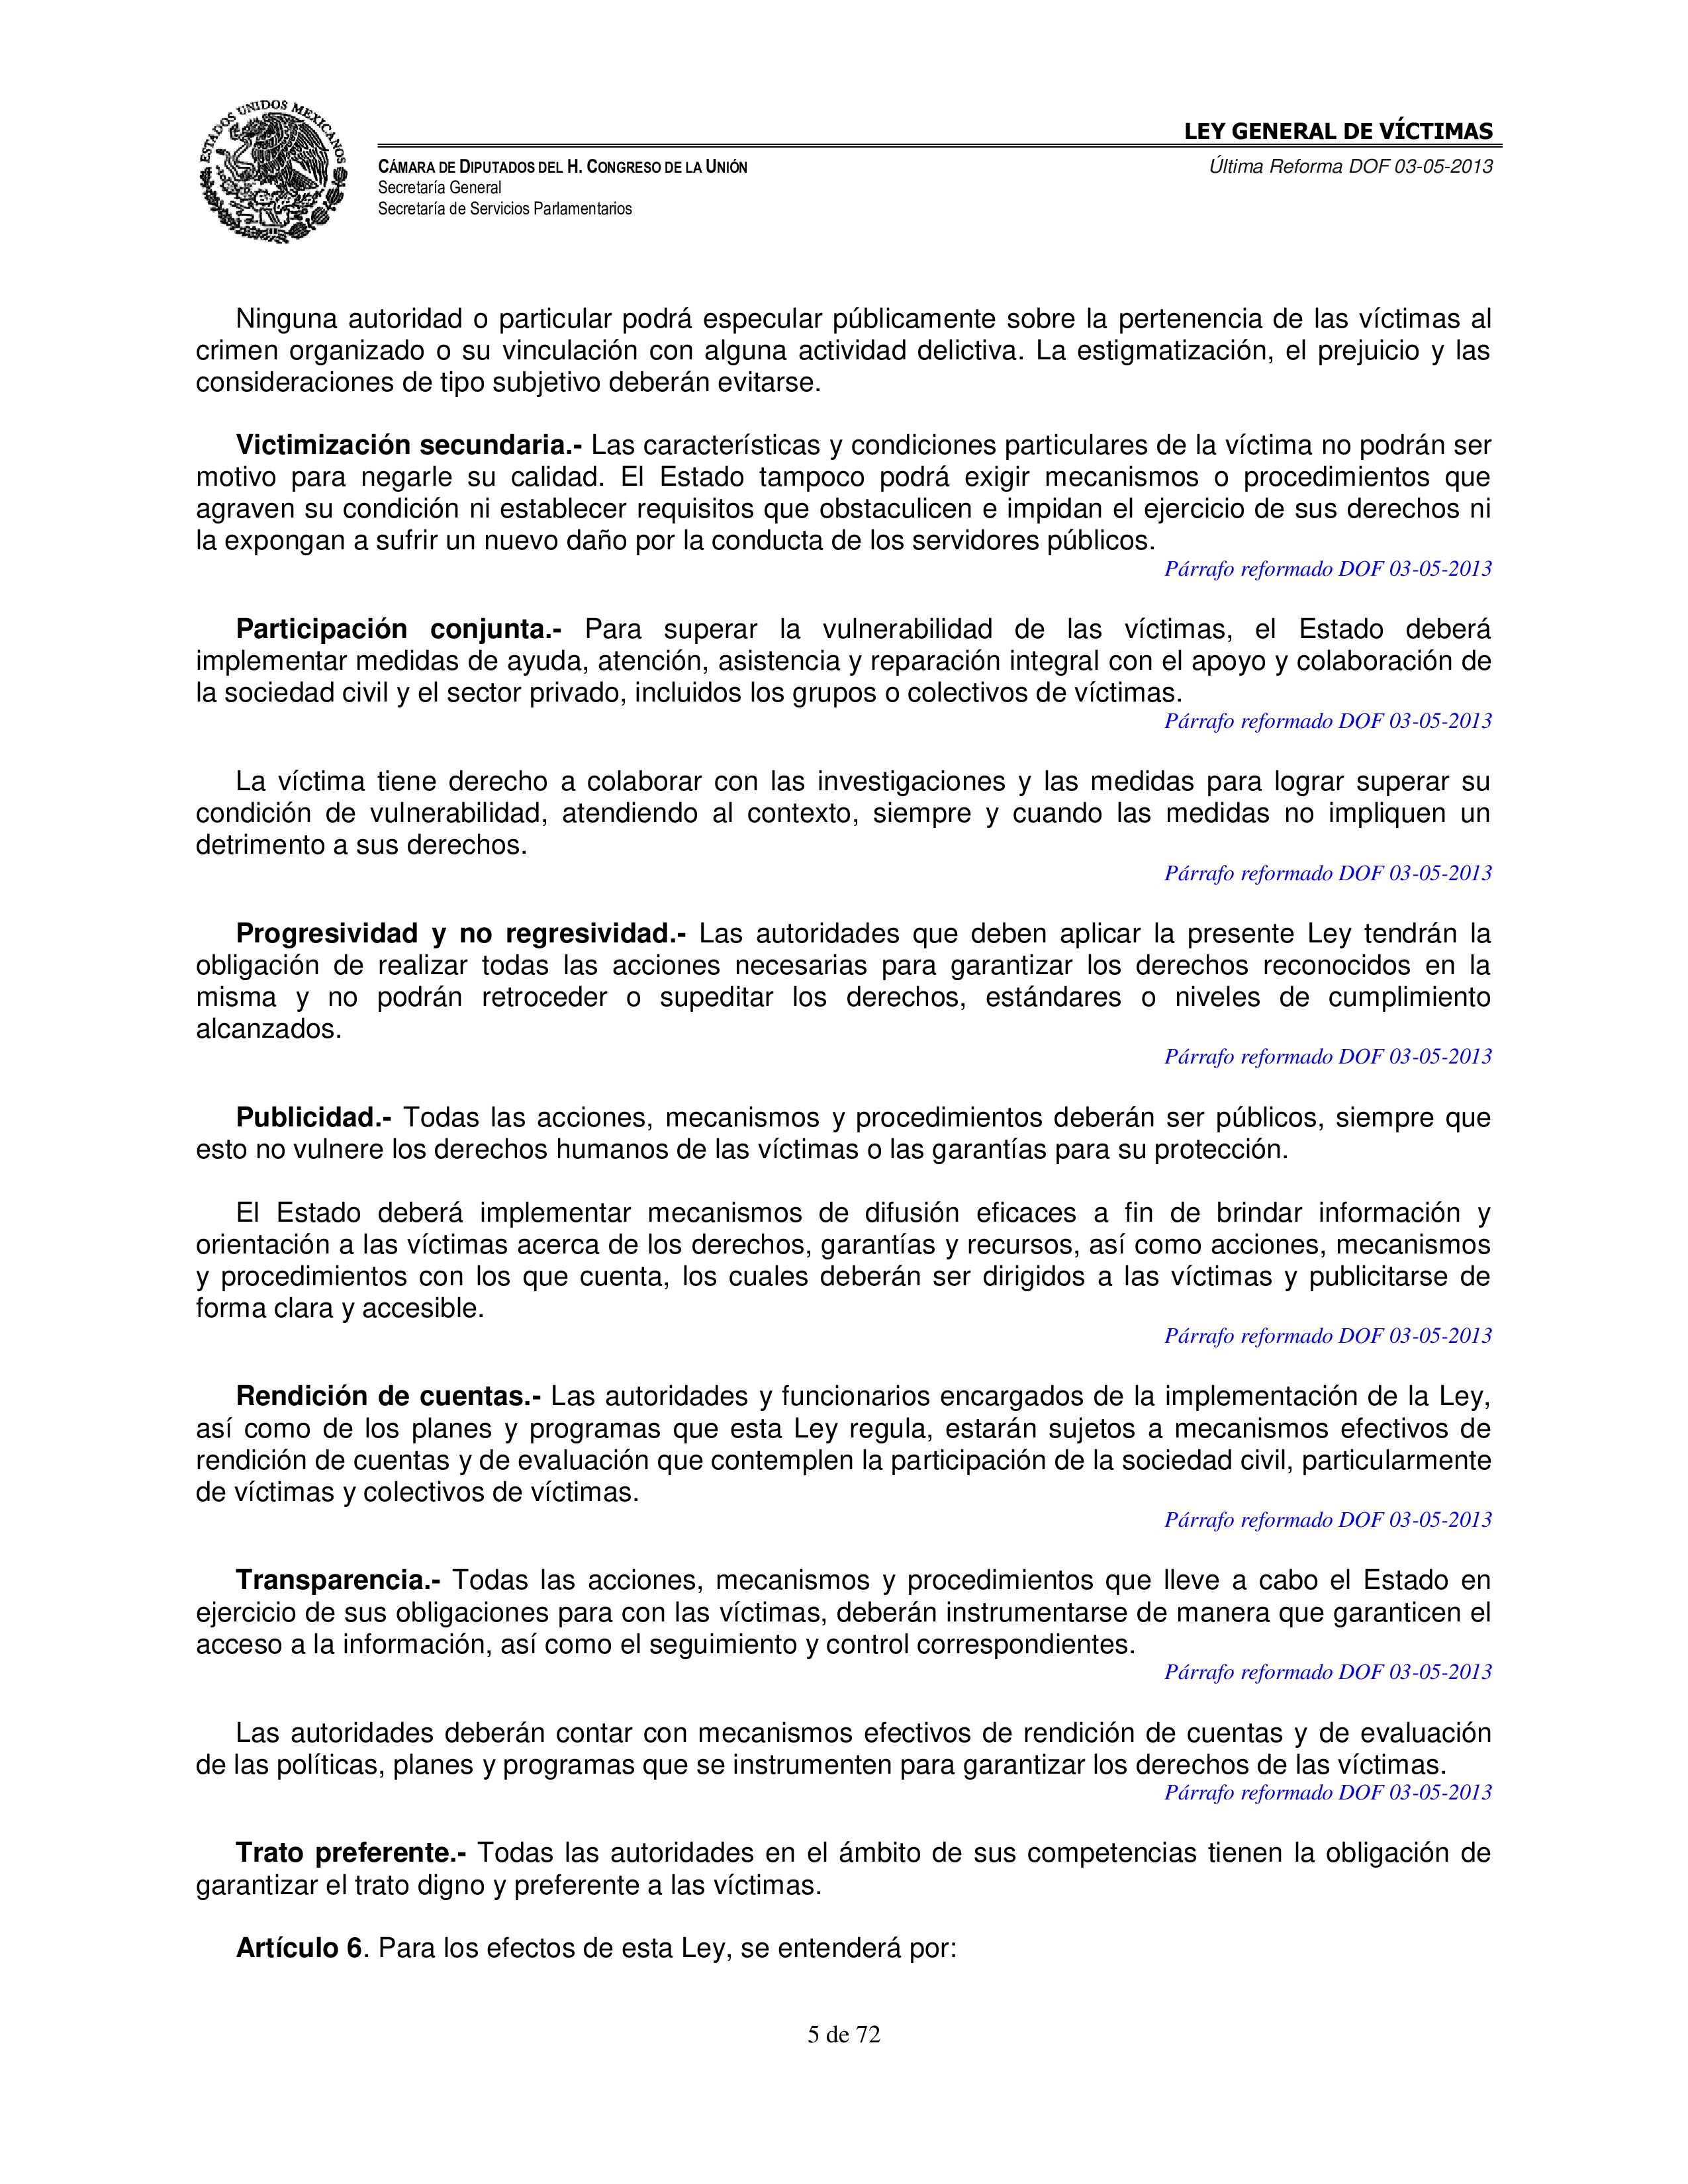 ESTADOS UNIDOS MEXICANOS
LEY GENERAL DE VÍCTIMAS
CÁMARA DE DIPUTADOS DEL H. CONGRESO DE LA UNIÓN
Última Reforma DOF 03-05-2013
Secretaría General
Secretaría de Servicios Parlamentarios
Ninguna autoridad o particular podrá especular públicamente sobre la pertenencia de las víctimas al
crimen organizado o su vinculación con alguna actividad delictiva. La estigmatización, el prejuicio y las
consideraciones de tipo subjetivo deberán evitarse.
Victimización secundaria.- Las características y condiciones particulares de la víctima no podrán ser
motivo para negarle su calidad. El Estado tampoco podrá exigir mecanismos o procedimientos que
agraven su condición ni establecer requisitos que obstaculicen e impidan el ejercicio de sus derechos ni
la expongan a sufrir un nuevo daño por la conducta de los servidores públicos.
Párrafo reformado DOF 03-05-2013
Participación conjunta.- Para superar la vulnerabilidad de las víctimas, el Estado deberá
implementar medidas de ayuda, atención, asistencia y reparación integral con el apoyo y colaboración de
la sociedad civil y el sector privado, incluidos los grupos o colectivos de víctimas.
Párrafo reformado DOF 03-05-2013
La víctima tiene derecho a colaborar con las investigaciones y las medidas para lograr superar su
condición de vulnerabilidad, atendiendo al contexto, siempre y cuando las medidas no impliquen un
detrimento a sus derechos.
Párrafo reformado DOF 03-05-2013
Progresividad y no regresividad.- Las autoridades que deben aplicar la presente Ley tendrán la
obligación de realizar todas las acciones necesarias para garantizar los derechos reconocidos en la
misma y no podrán retroceder o supeditar los derechos, estándares o niveles de cumplimiento
alcanzados.
Párrafo reformado DOF 03-05-2013
Publicidad.- Todas las acciones, mecanismos y procedimientos deberán ser públicos, siempre que
esto no vulnere los derechos humanos de las víctimas o las garantías para su protección.
El Estado deberá implementar mecanismos de difusión eficaces a fin de brindar información y
orientación a las víctimas acerca de los derechos, garantías y recursos, así como acciones, mecanismos
y procedimientos con los que cuenta, los cuales deberán ser dirigidos a las víctimas y publicitarse de
forma clara y accesible.
Párrafo reformado DOF 03-05-2013
Rendición de cuentas.- Las autoridades y funcionarios encargados de la implementación de la Ley,
así como de los planes y programas que esta Ley regula, estarán sujetos a mecanismos efectivos de
rendición de cuentas y de evaluación que contemplen la participación de la sociedad civil, particularmente
de víctimas y colectivos de víctimas.
Párrafo reformado DOF 03-05-2013
Transparencia.- Todas las acciones, mecanismos y procedimientos que lleve a cabo el Estado en
ejercicio de sus obligaciones para con las víctimas, deberán instrumentarse de manera que garanticen el
acceso a la información, así como el seguimiento y control correspondientes.
Párrafo reformado DOF 03-05-2013
Las autoridades deberán contar con mecanismos efectivos de rendición de cuentas y de evaluación
de las políticas, planes y programas que se instrumenten para garantizar los derechos de las víctimas.
Párrafo reformado DOF 03-05-2013
Trato preferente.- Todas las autoridades en el ámbito de sus competencias tienen la obligación de
garantizar el trato digno y preferente a las víctimas.
Artículo 6. Para los efectos de esta Ley, se entenderá por:
5 de 72